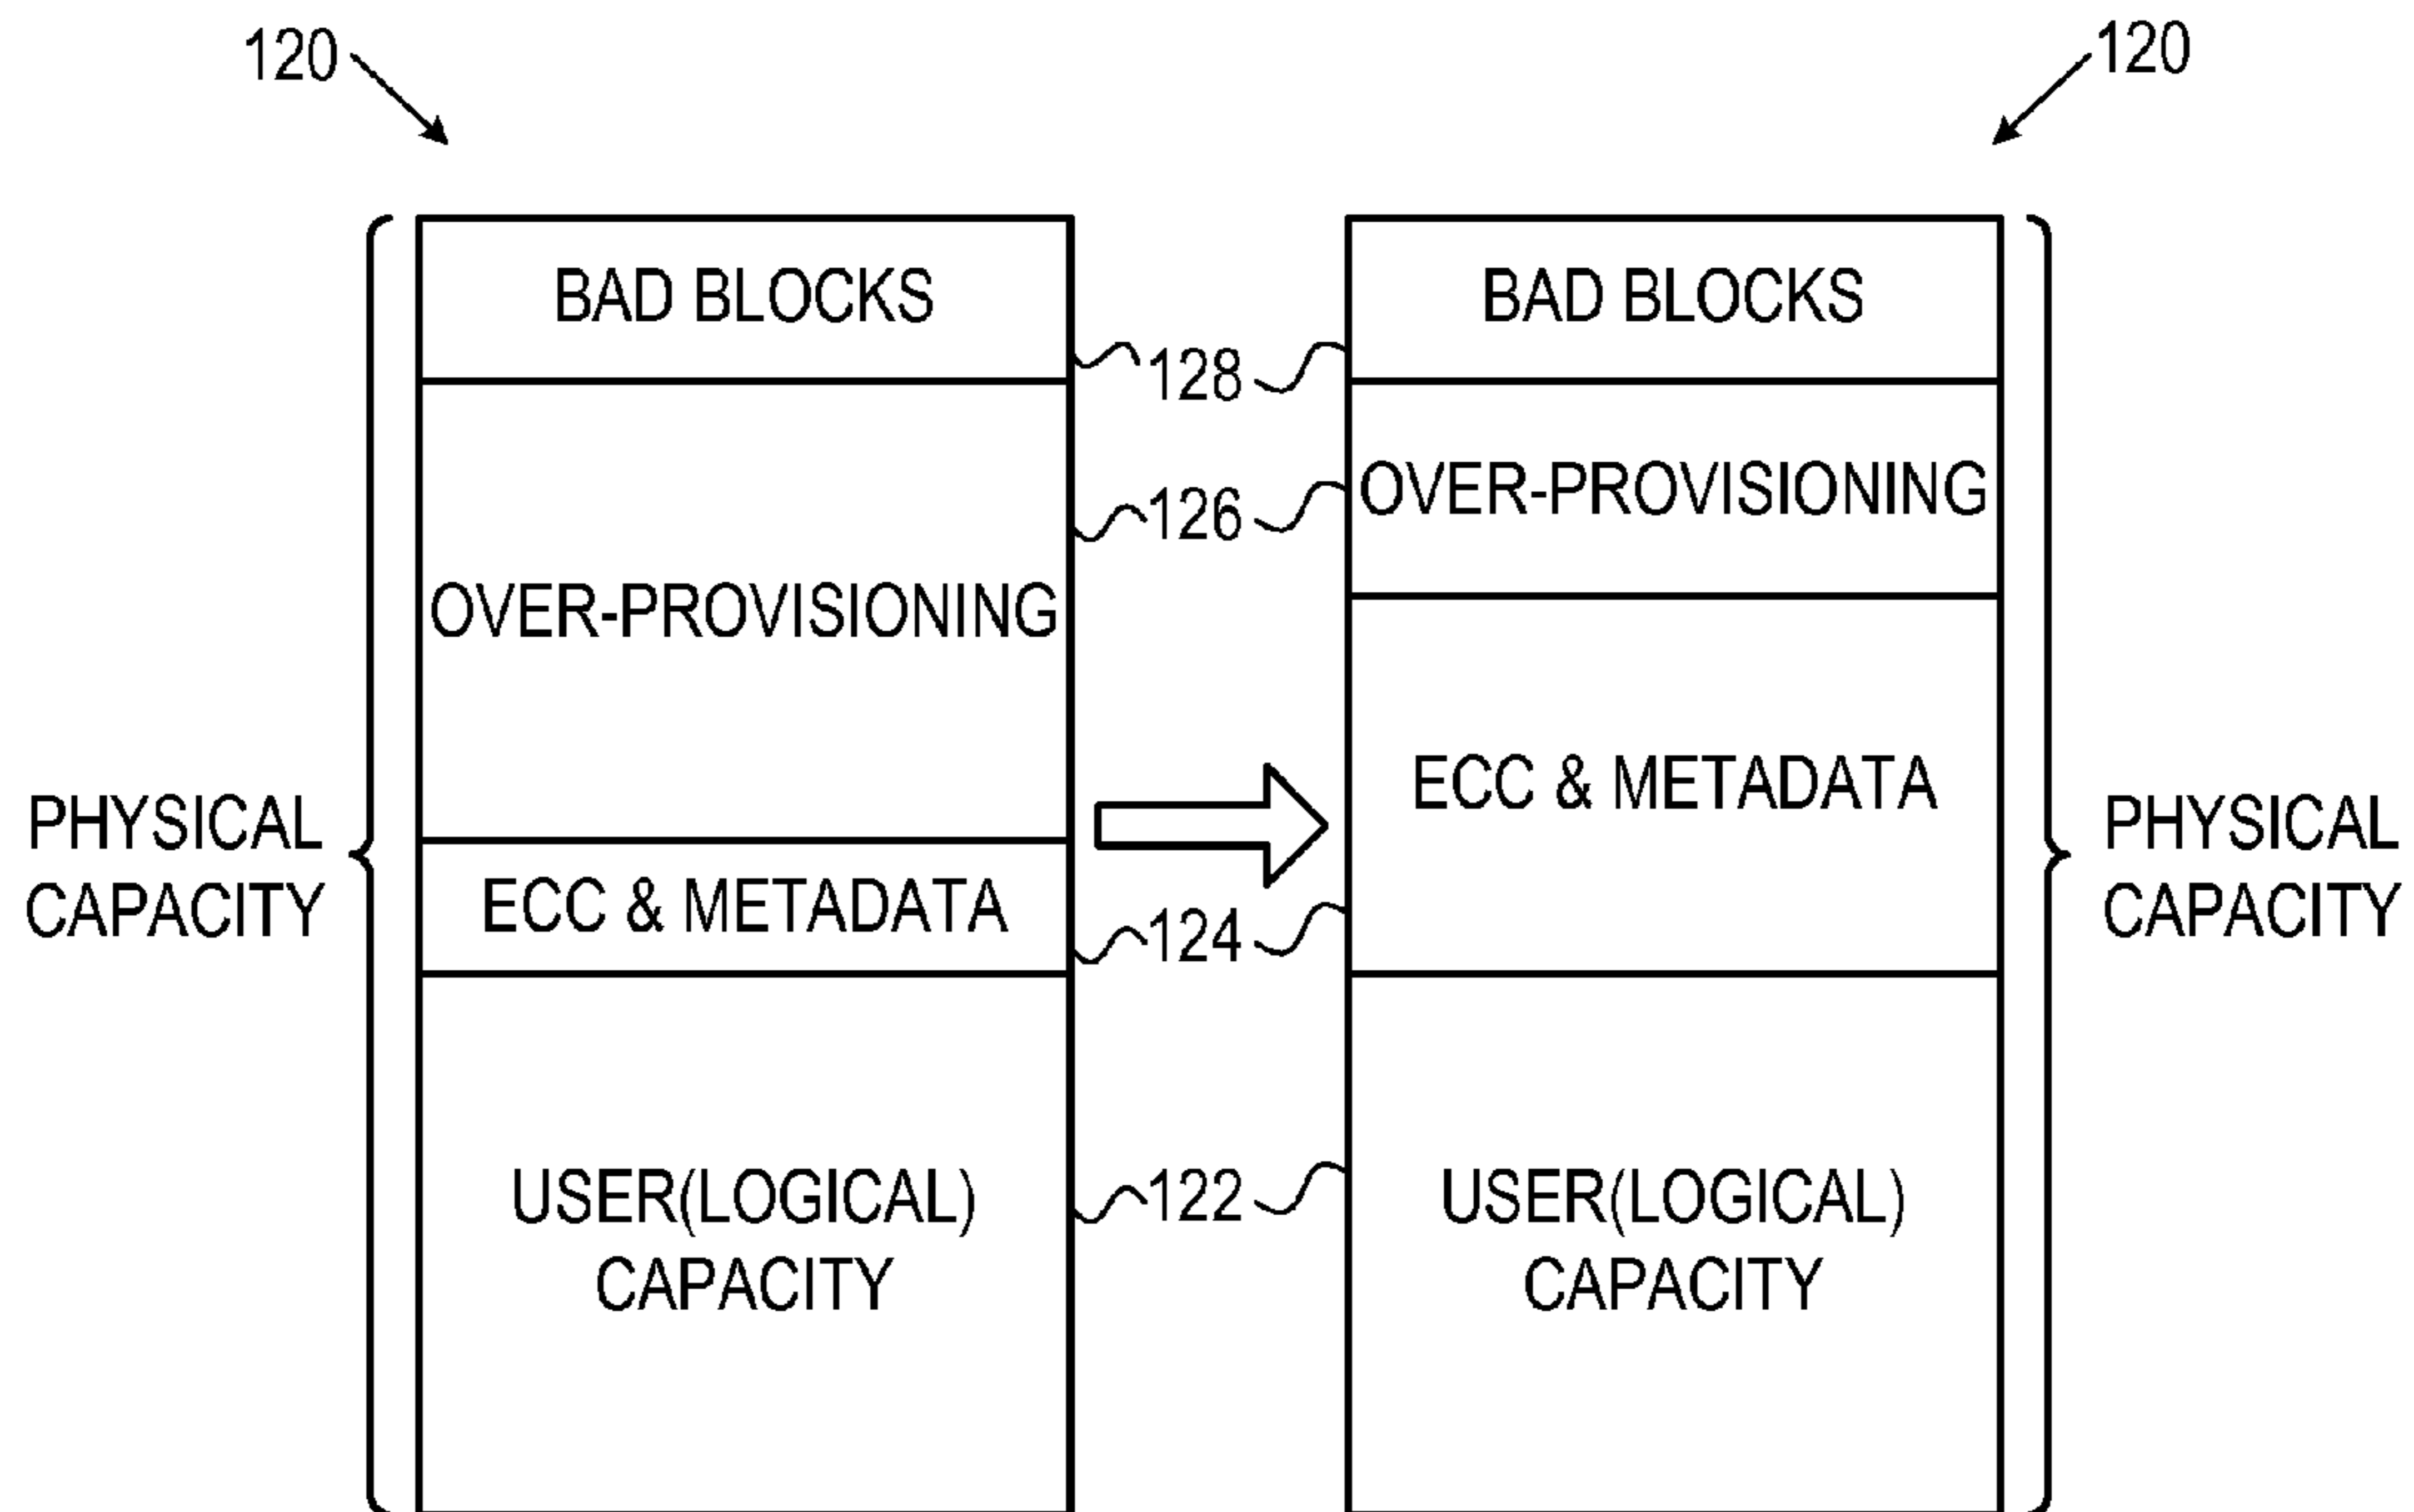 120
120
BAD BLOCKS
BAD BLOCKS
128
OVER-PROVISIONING
126
OVER-PROVISIONING
ECC & METADATA
PHYSICAL
CAPACITY
PHYSICAL
CAPACITY
ECC & METADATA
124
USER(LOGICAL)
CAPACITY
122
USER(LOGICAL)
CAPACITY